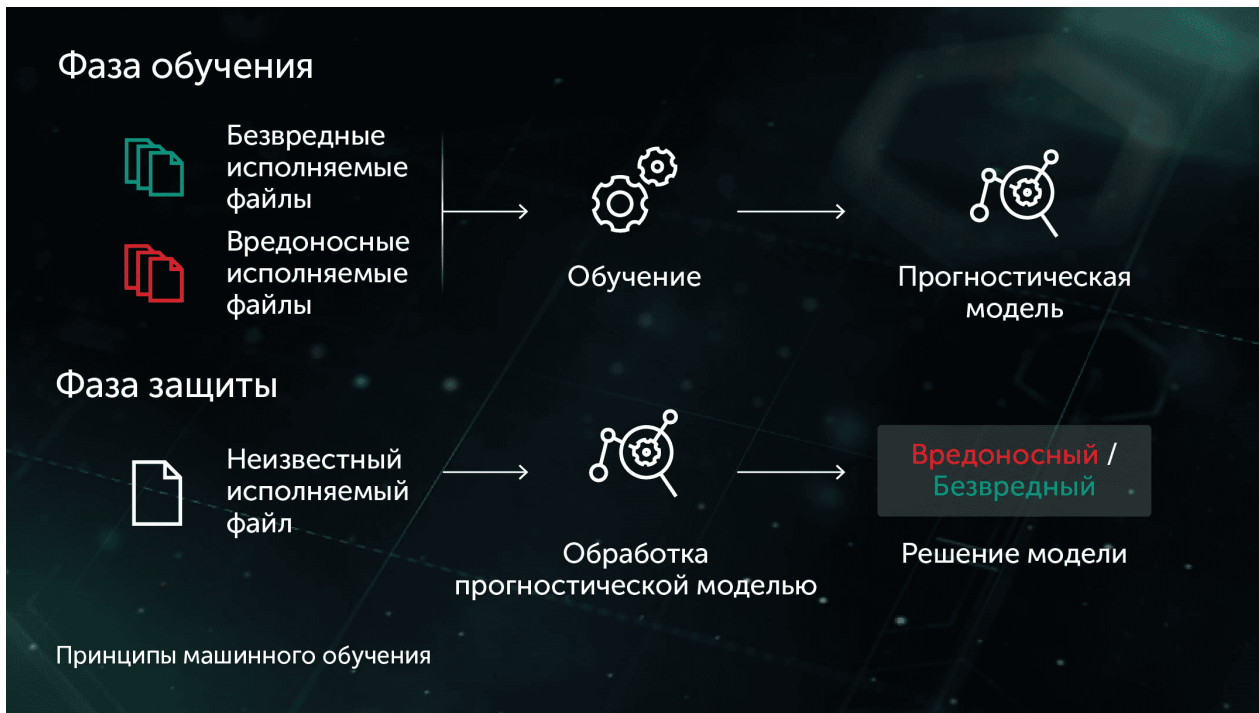 Фаза обучения
Безвредные
исполняемые
файлы
Вредоносные
исполняемые
файлы
Обучение
Прогностическая
модель
Фаза защиты
Неизвестный
исполняемый
файл
Обработка
прогностической моделью
Вредоносный /
Безвредный
Решение модели
Принципы машинного обучения